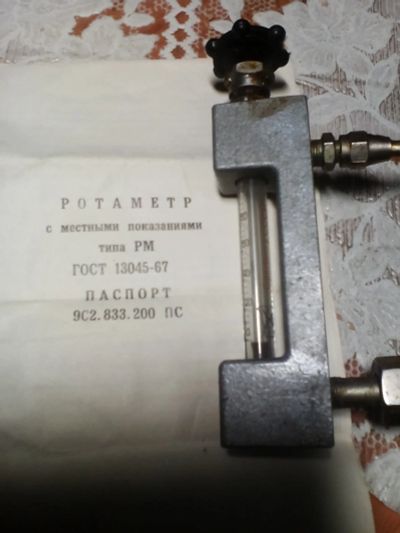 РОТАМЕТР
с местными показаниями
типа РМ
ГОСТ 13045-67
ПАСПОРТ
9С2.833.200 ПС